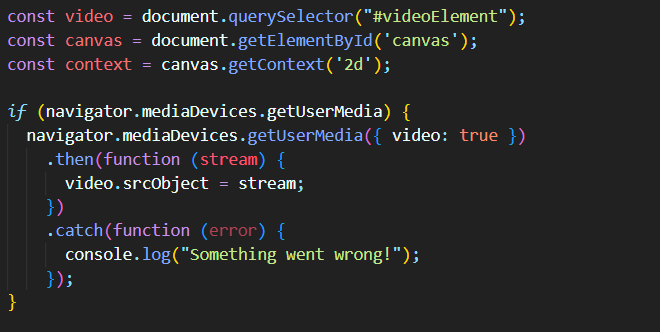 const video = document.querySelector("#videoElement");
const canvas = document.getElementById('canvas');
const context = canvas.getContext('2d');
if (navigator.mediaDevices.getUserMedia) {
navigator.mediaDevices.getUserMedia({ video: true })
.then(function (stream) {
video.srcObject = stream;
})
.catch(function (error) {
console.log("Something went wrong!");
});
}